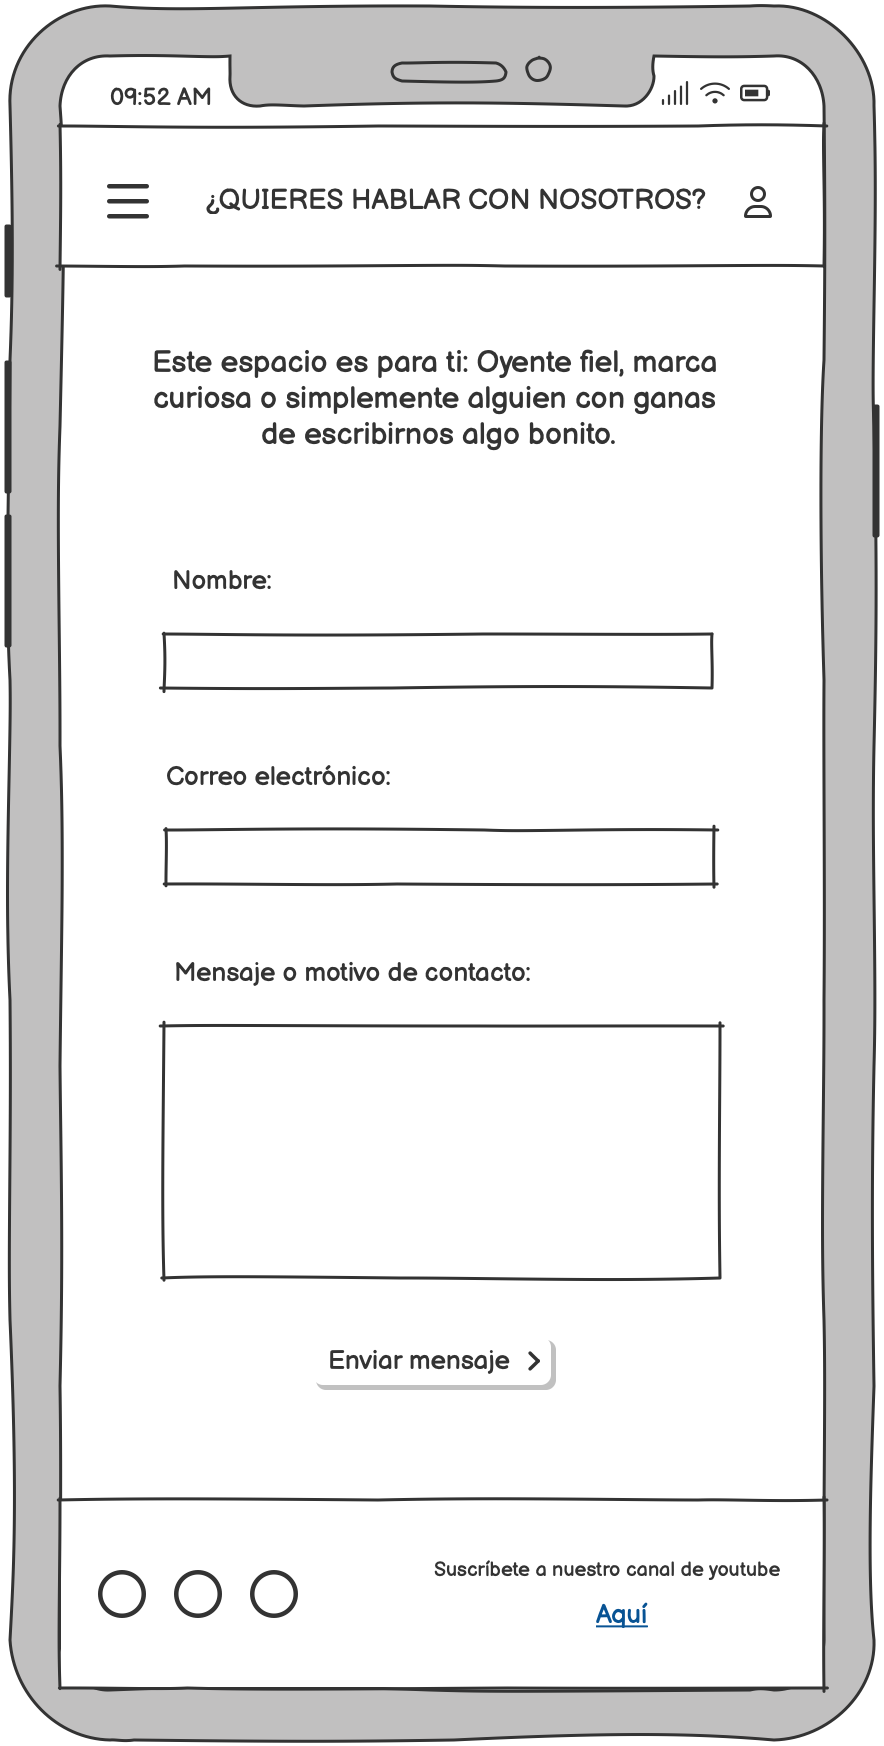 09:52 AM
¿QUIERES HABLAR CON NOSOTROS?
Este espacio es para ti: Oyente fiel, marca
curiosa o simplemente alguien con ganas
de escribirnos algo bonito.
Nombre:
Correo electrónico:
Mensaje o motivo de contacto:
Enviar mensaje
Suscríbete a nuestro canal de youtube
Aquí